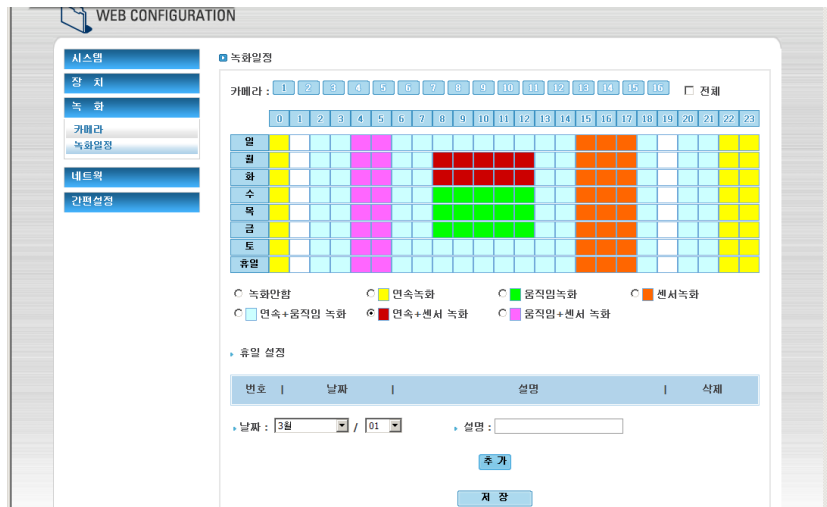 WEB CONFIGURATION
시스템
장 치
녹 화
카메라
녹화일정
네트웍
간편설정
녹화일정
카메라 : 1 2 3 4 5 6 7 8 9 10 11 12 13 14 15 16 전체
0 1 2 3 4 5 6 7 8 9 10 11 12 13 14 15 16 17 18 19 20 21 22 23
일
월
화
수
목
금
토
휴일
녹화안함 연속녹화 움직임녹화 센서녹화
연속+움직임 녹화 연속+센서 녹화 움직임+센서 녹화
휴일 설정
번호 | 날짜 | 설명 | 삭제
날짜 : 3월 / 01 설명 :
추 가
저 장